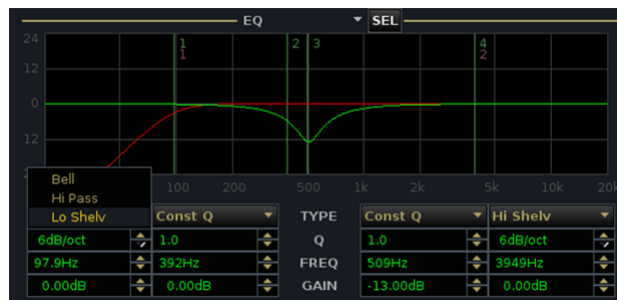 EQ SEL
24 1 2 3 4
1 2
12
0
12
2
Bell 100 200 500 1k 2k 5k 10k 20k
Hi Pass
Lo Shelv Const Q TYPE Const Q Hi Shelv
6dB/oct 1.0 Q 1.0 6dB/oct
97.9Hz 392Hz FREQ 509Hz 3949Hz
0.00dB 0.00dB GAIN -13.00dB 0.00dB